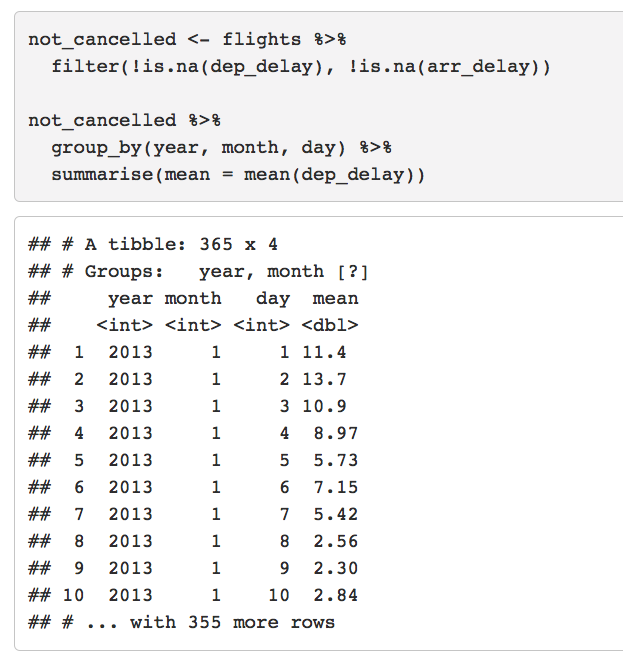 not_cancelled <- flights %>%
  filter(!is.na(dep_delay), !is.na(arr_delay))

not_cancelled %>%
  group_by(year, month, day) %>%
  summarise(mean = mean(dep_delay))

## # A tibble: 365 x 4
## # Groups:   year, month [?]
##     year month   day  mean
##    <int> <int> <int> <dbl>
##  1  2013     1     1 11.4
##  2  2013     1     2 13.7
##  3  2013     1     3 10.9
##  4  2013     1     4  8.97
##  5  2013     1     5  5.73
##  6  2013     1     6  7.15
##  7  2013     1     7  5.42
##  8  2013     1     8  2.56
##  9  2013     1     9  2.30
## 10  2013     1    10  2.84
## # ... with 355 more rows